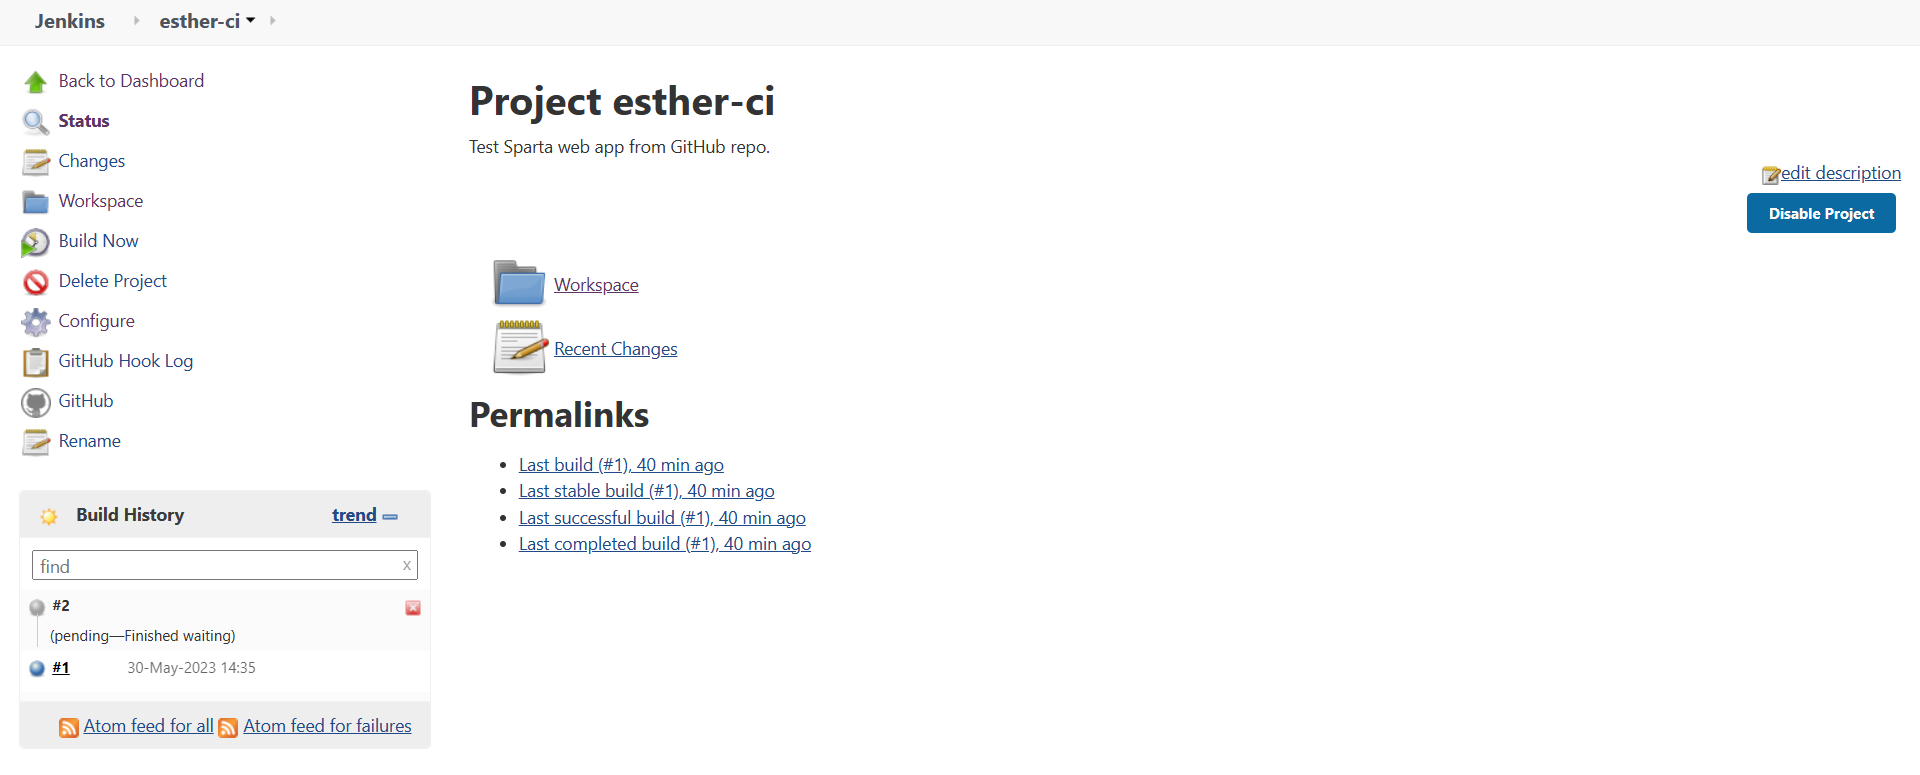 Jenkins esther-ci
Back to Dashboard
Status
Changes
Workspace
Build Now
Delete Project
Configure
GitHub Hook Log
GitHub
Rename
Build History trend
find x
#2
(pending—Finished waiting)
#1 30-May-2023 14:35
Atom feed for all Atom feed for failures
Project esther-ci
Test Sparta web app from GitHub repo.
edit description
Disable Project
Workspace
Recent Changes
Permalinks
Last build (#1), 40 min ago
Last stable build (#1), 40 min ago
Last successful build (#1), 40 min ago
Last completed build (#1), 40 min ago